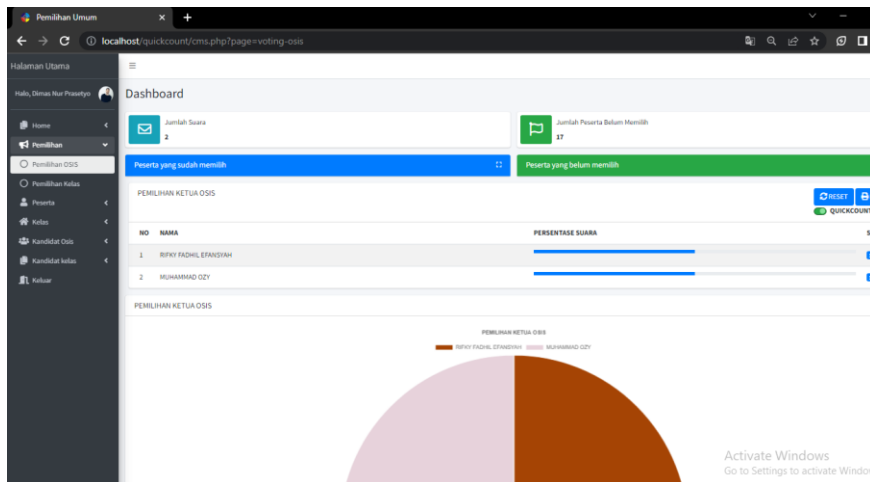 Pemilihan Umum
localhost/quickcount/cms.php?page=voting-osis
Halaman Utama
Halo, Dimas Nur Prasetyo
Home
Pemilihan
Pemilihan OSIS
Pemilihan Kelas
Peserta
Kelas
Kandidat Osis
Kandidat kelas
Keluar
Dashboard
Jumlah Suara
2
Jumlah Peserta Belum Memilih
17
Peserta yang sudah memilih
Peserta yang belum memilih
PEMILIHAN KETUA OSIS
RESET
QUICKCOUNT
NO NAMA PERSENTASE SUARA S
1 RIFKY FADHIL EFANSYAH
2 MUHAMMAD OZY
PEMILIHAN KETUA OSIS
PEMILIHAN KETUA OSIS
RIFKY FADHIL EFANSYAH MUHAMMAD OZY
Activate Windows
Go to Settings to activate Windo